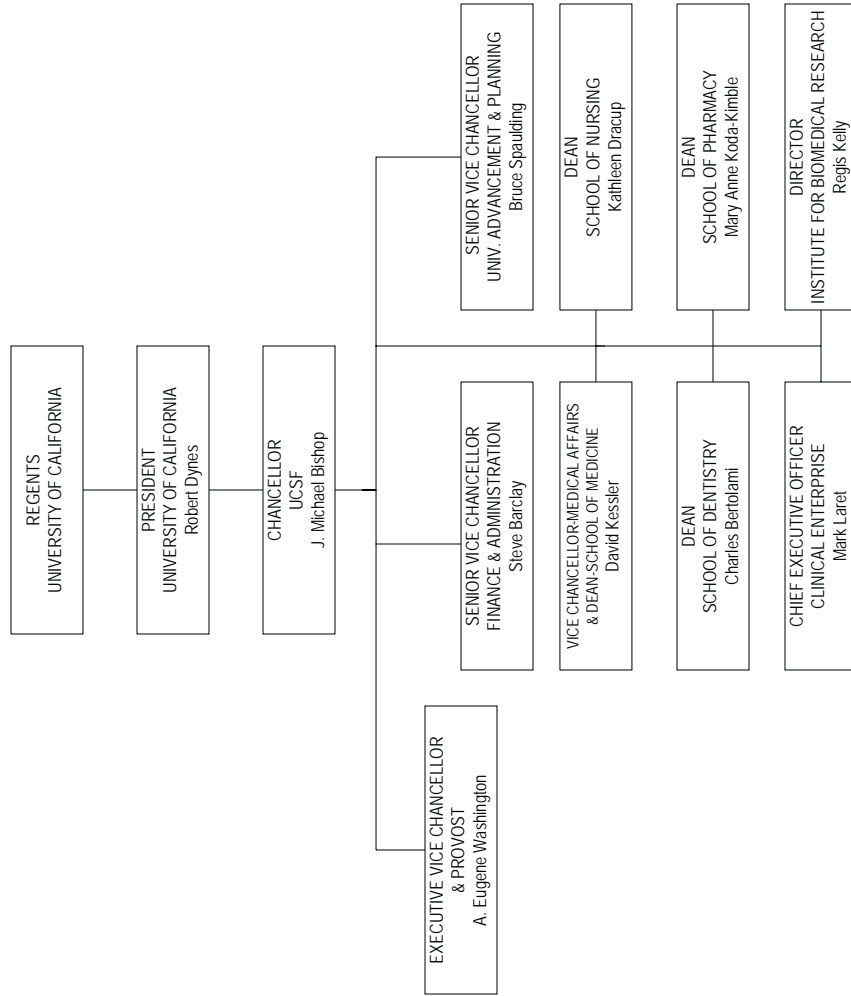 REGENTS
UNIVERSITY OF CALIFORNIA
PRESIDENT
UNIVERSITY OF CALIFORNIA
Robert Dynes
CHANCELLOR
UCSF
J. Michael Bishop
EXECUTIVE VICE CHANCELLOR
& PROVOST
A. Eugene Washington
SENIOR VICE CHANCELLOR
FINANCE & ADMINISTRATION
Steve Barclay
SENIOR VICE CHANCELLOR
UNIV. ADVANCEMENT & PLANNING
Bruce Spaulding
VICE CHANCELLOR-MEDICAL AFFAIRS
& DEAN-SCHOOL OF MEDICINE
David Kessler
DEAN
SCHOOL OF NURSING
Kathleen Dracup
DEAN
SCHOOL OF DENTISTRY
Charles Bertolami
DEAN
SCHOOL OF PHARMACY
Mary Anne Koda-Kimble
CHIEF EXECUTIVE OFFICER
CLINICAL ENTERPRISE
Mark Laret
DIRECTOR
INSTITUTE FOR BIOMEDICAL RESEARCH
Regis Kelly